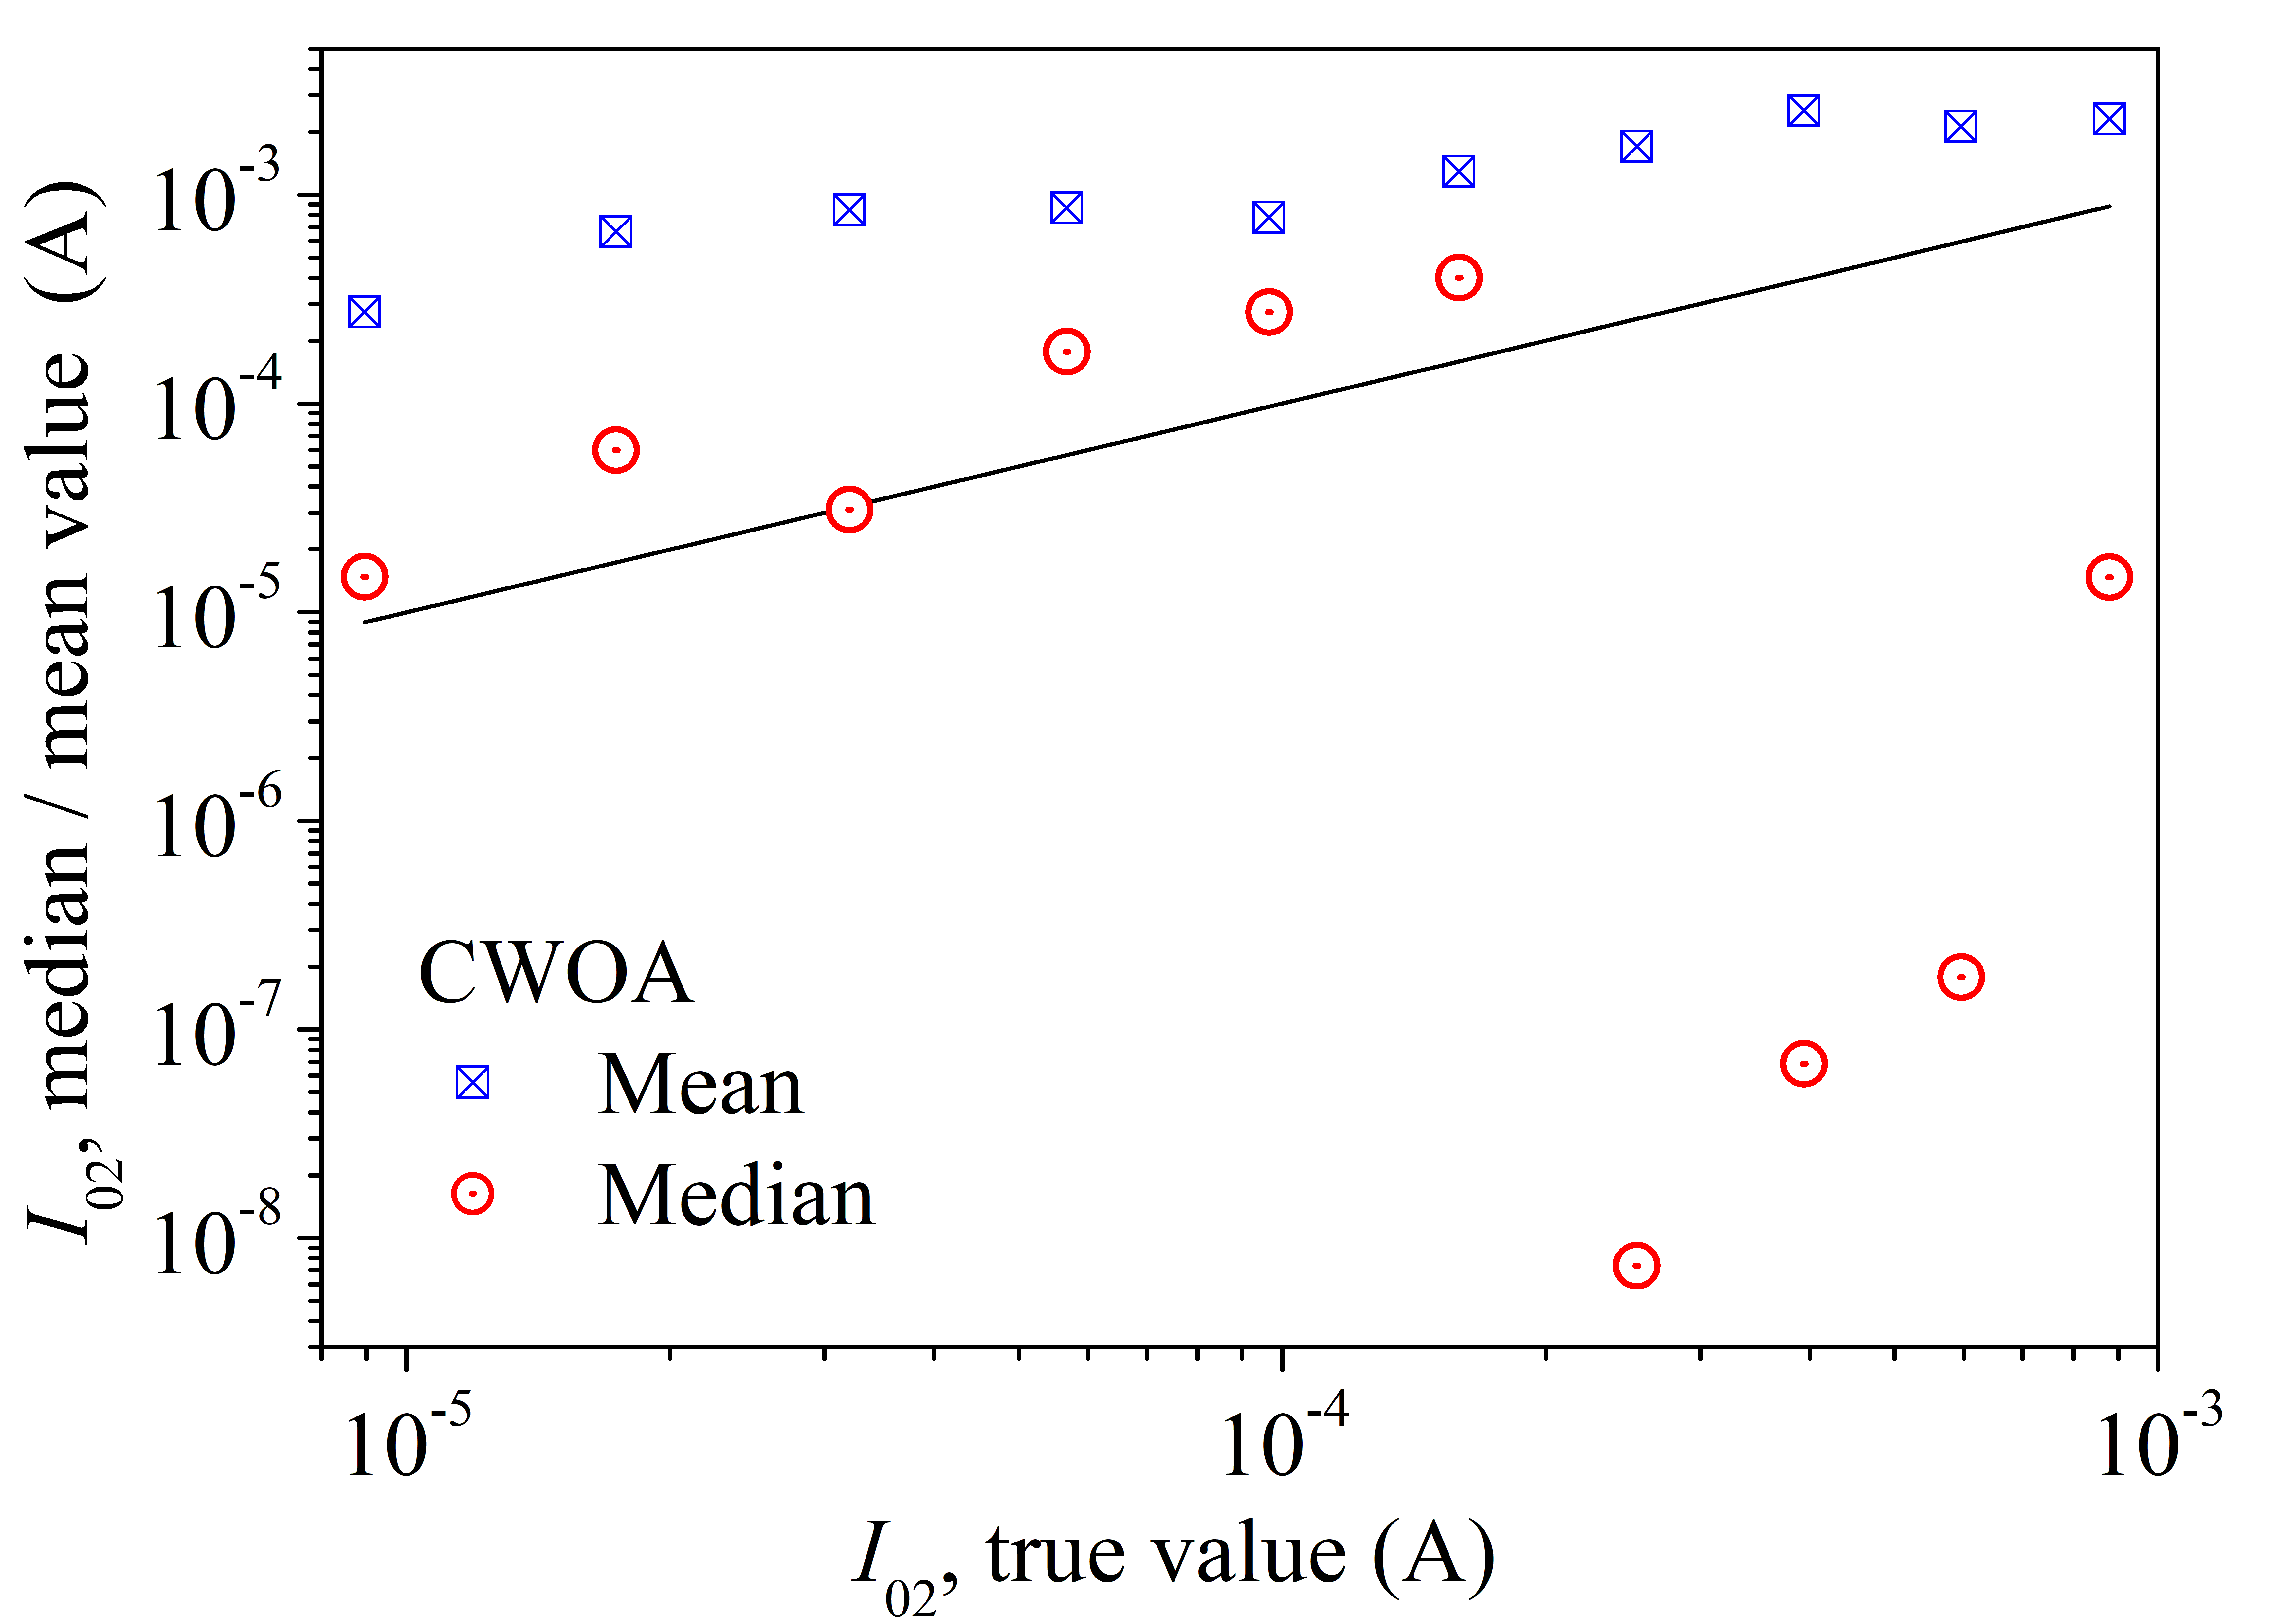 I02, median / mean value (A)
10-3
10-4
10-5
10-6
10-7
10-8
CWOA
Mean
Median
10-5 10-4 10-3
I02, true value (A)